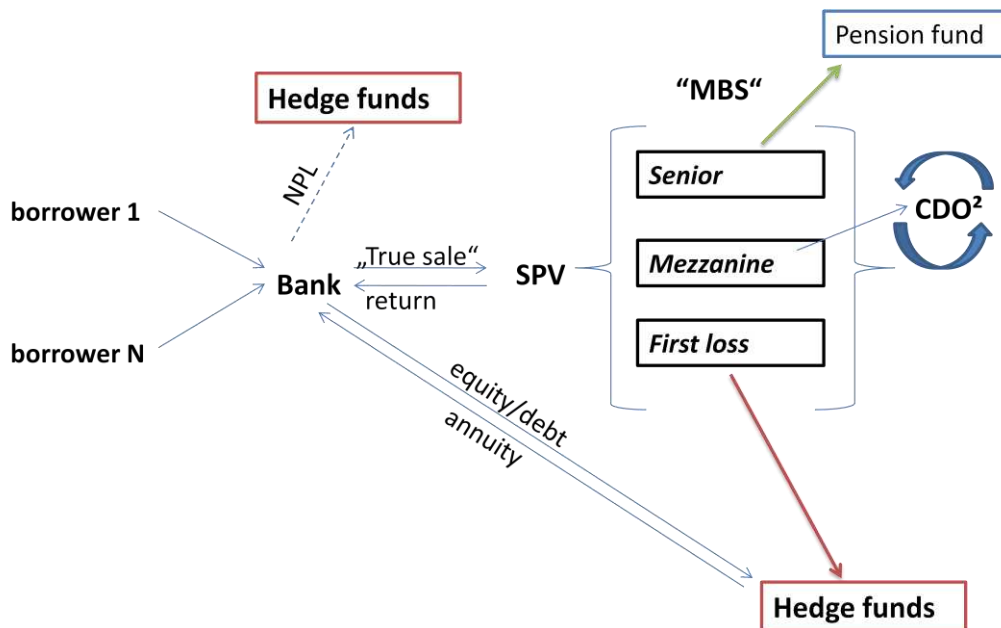 Pension fund
Hedge funds
“MBS“
NPL
Senior
borrower 1
CDO²
„True sale“
Mezzanine
Bank
SPV
return
borrower N
First loss
equity/debt
annuity
Hedge funds